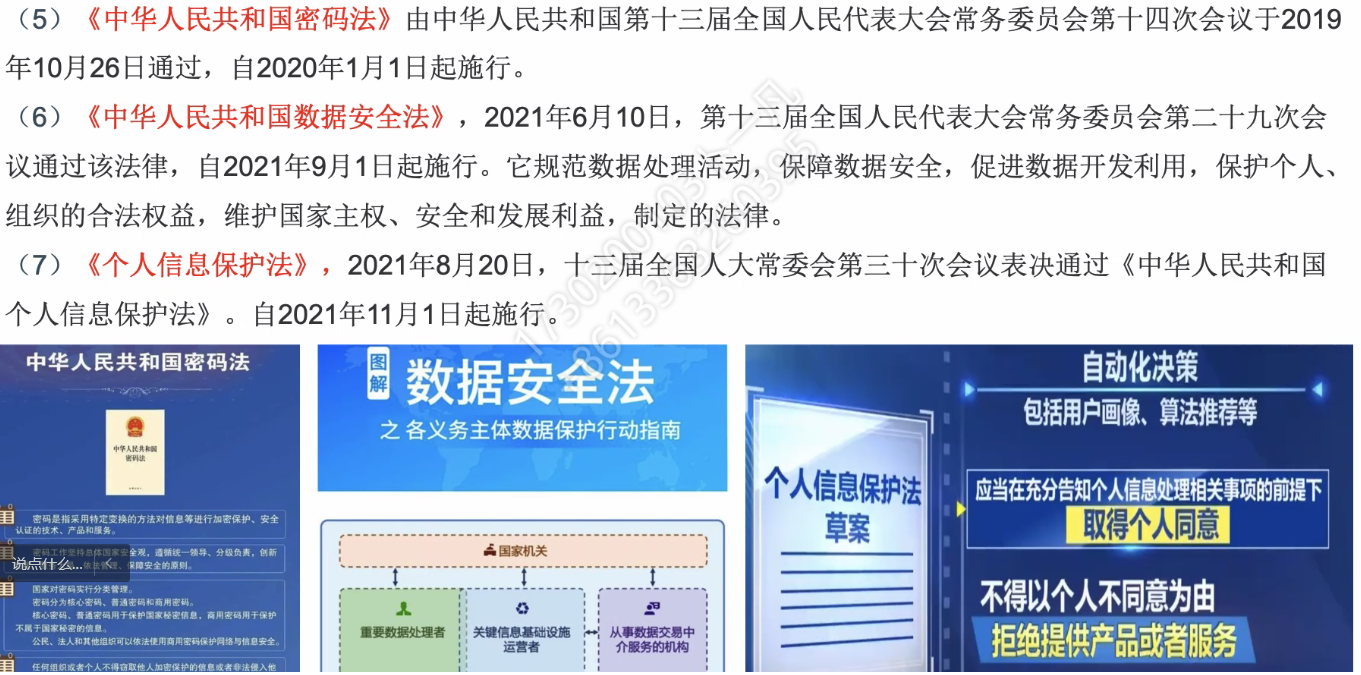 （5）《中华人民共和国密码法》由中华人民共和国第十三届全国人民代表大会常务委员会第十四次会议于2019
年10月26日通过，自2020年1月1日起施行。
（6）《中华人民共和国数据安全法》，2021年6月10日，第十三届全国人民代表大会常务委员会第二十九次会
议通过该法律，自2021年9月1日起施行。它规范数据处理活动，保障数据安全，促进数据开发利用，保护个人、
组织的合法权益，维护国家主权、安全和发展利益，制定的法律。
（7）《个人信息保护法》，2021年8月20日，十三届全国人大常委会第三十次会议表决通过《中华人民共和国
个人信息保护法》。自2021年11月1日起施行。
中华人民共和国密码法
中华人民共和国
密码法
密码是指采用特定变换的方法对信息等进行加密保护、安全
认证的技术、产品和服务。
密码工作坚持总体国家安全观，遵循统一领导、分级负责，创新
依法管理、保障安全的原则。
说点什么...
国家对密码实行分类管理。
密码分为核心密码、普通密码和商用密码。
核心密码、普通密码用于保护国家秘密信息，商用密码用于保护
不属于国家秘密的信息。
公民、法人和其他组织可以依法使用商用密码保护网络与信息安全。
任何组织或者个人不得窃取他人加密保护的信息或者非法侵入他
图解
数据安全法
之 各义务主体数据保护行动指南
国家机关
重要数据处理者
关键信息基础设施
运营者
从事数据交易中
介服务的机构
个人信息保护法
草案
自动化决策
包括用户画像、算法推荐等
应当在充分告知个人信息处理相关事项的前提下
取得个人同意
不得以个人不同意为由
拒绝提供产品或者服务